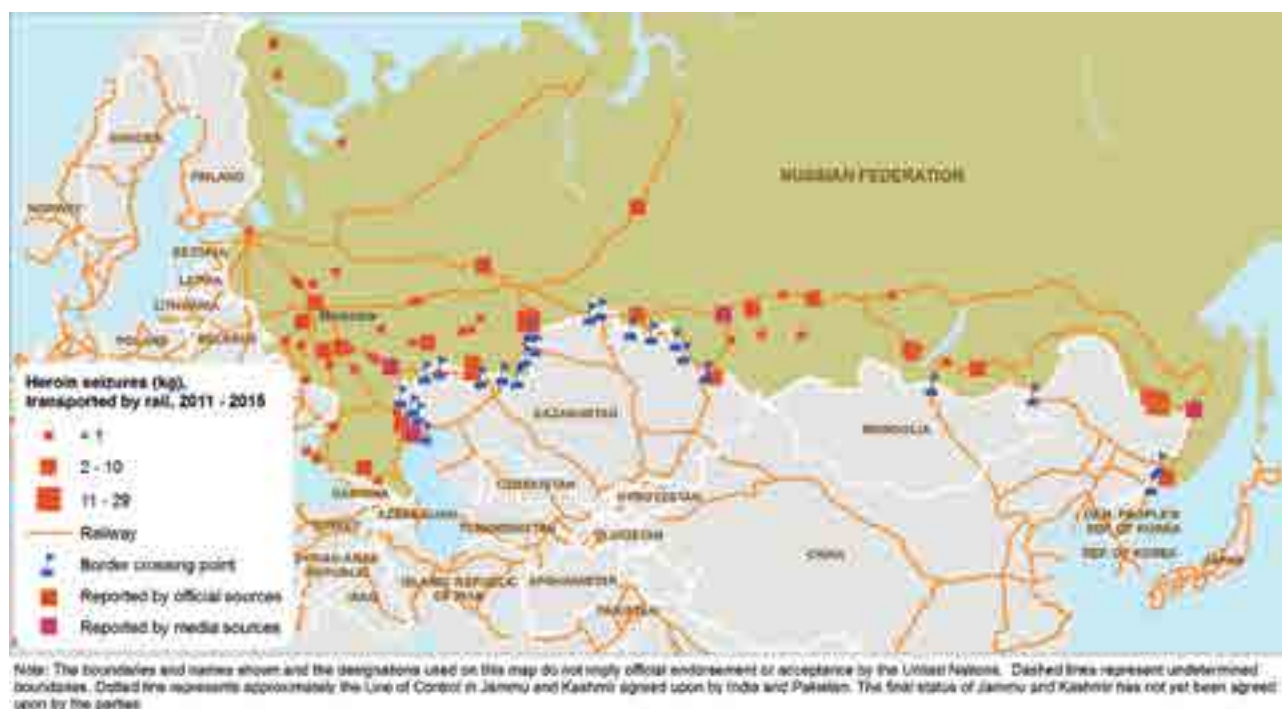 SWEDEN
FINLAND
NORWAY
RUSSIAN FEDERATION
ESTONIA
LATVIA
LITHUANIA
Moscow
POLAND
BELARUS
Heroin seizures (kg),
transported by rail, 2011 - 2015
2 - 10
11 - 29
Railway
Border crossing point
Reported by official sources
Reported by media sources
KAZAKHSTAN
MONGOLIA
UZBEKISTAN
KYRGYZSTAN
GEORGIA
AZERBAIJAN
TURKMENISTAN
SYRIAN ARAB
REPUBLIC
IRAQ
ISLAMIC REPUBLIC
OF IRAN
AFGHANISTAN
PAKISTAN
CHINA
DEM. PEOPLE'S
REP. OF KOREA
REP. OF KOREA
JAPAN
Note: The boundaries and names shown and the designations used on this map do not imply official endorsement or acceptance by the United Nations. Dashed lines represent undetermined
boundaries. Dotted line represents approximately the Line of Control in Jammu and Kashmir agreed upon by India and Pakistan. The final status of Jammu and Kashmir has not yet been agreed
upon by the parties